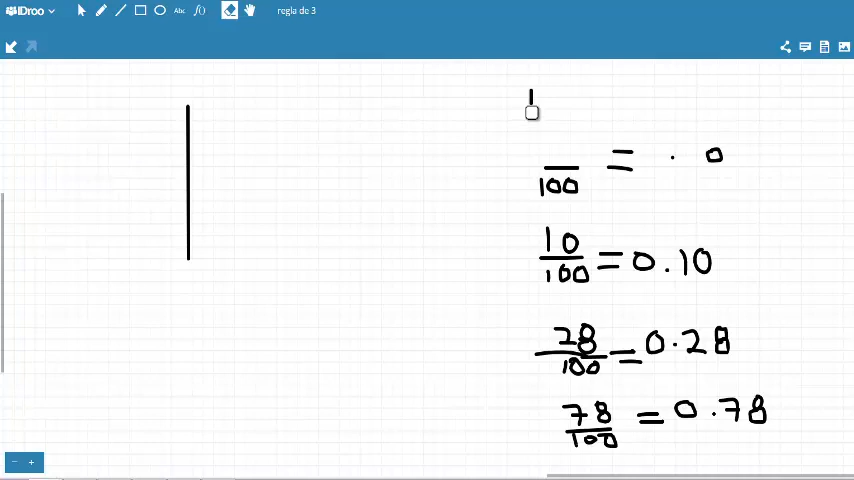 IDroo Abc f() regla de 3
1
/100 = . 0
10/100 = 0.10
28/100 = 0.28
78/100 = 0.78
- +